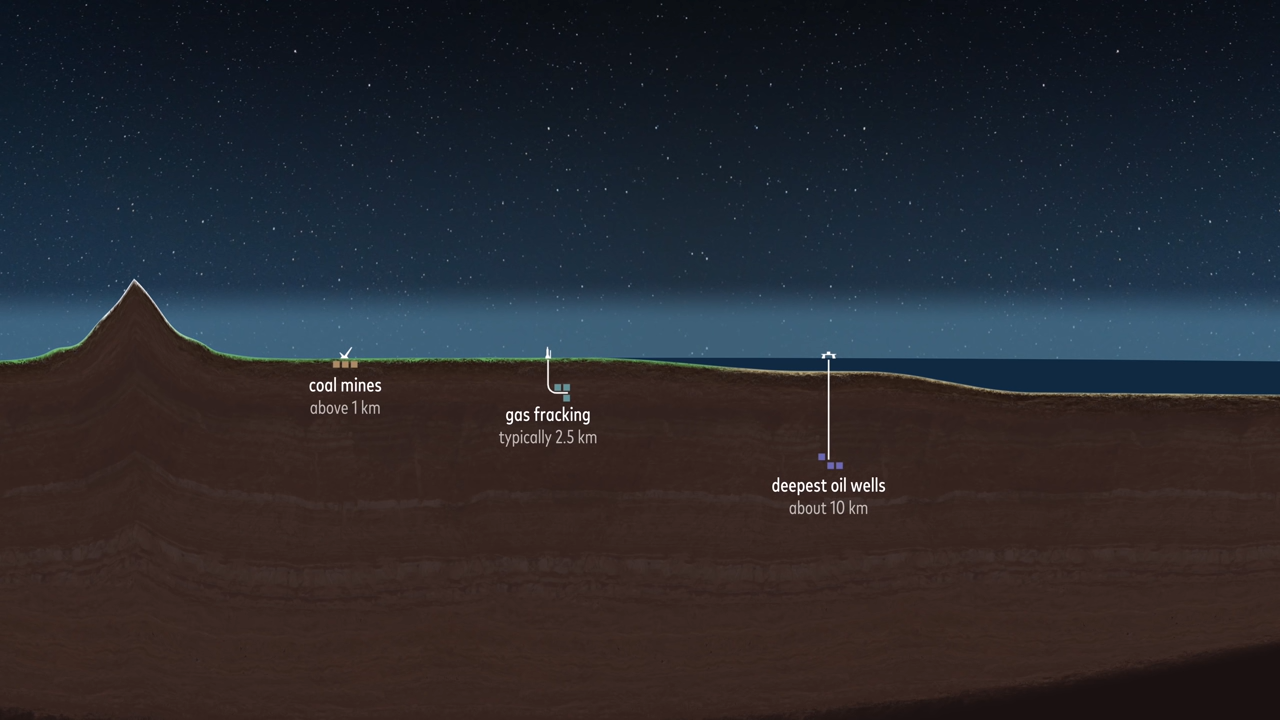 coal mines
above 1 km
gas fracking
typically 2.5 km
deepest oil wells
about 10 km